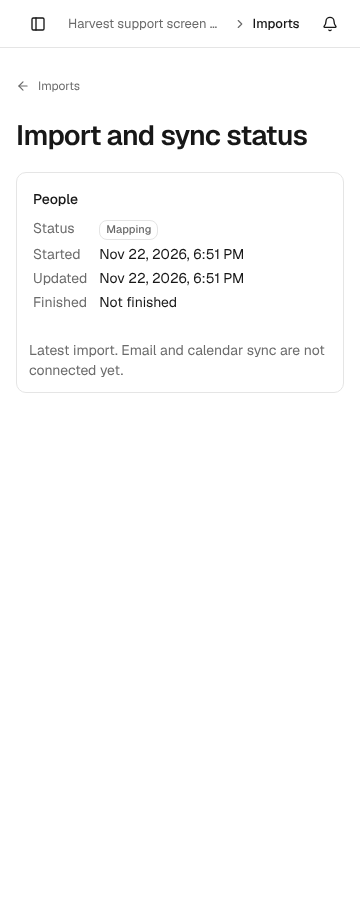 Harvest support screen ...
Imports
Imports
Import and sync status
People
Status Mapping
Started Nov 22, 2026, 6:51 PM
Updated Nov 22, 2026, 6:51 PM
Finished Not finished
Latest import. Email and calendar sync are not
connected yet.